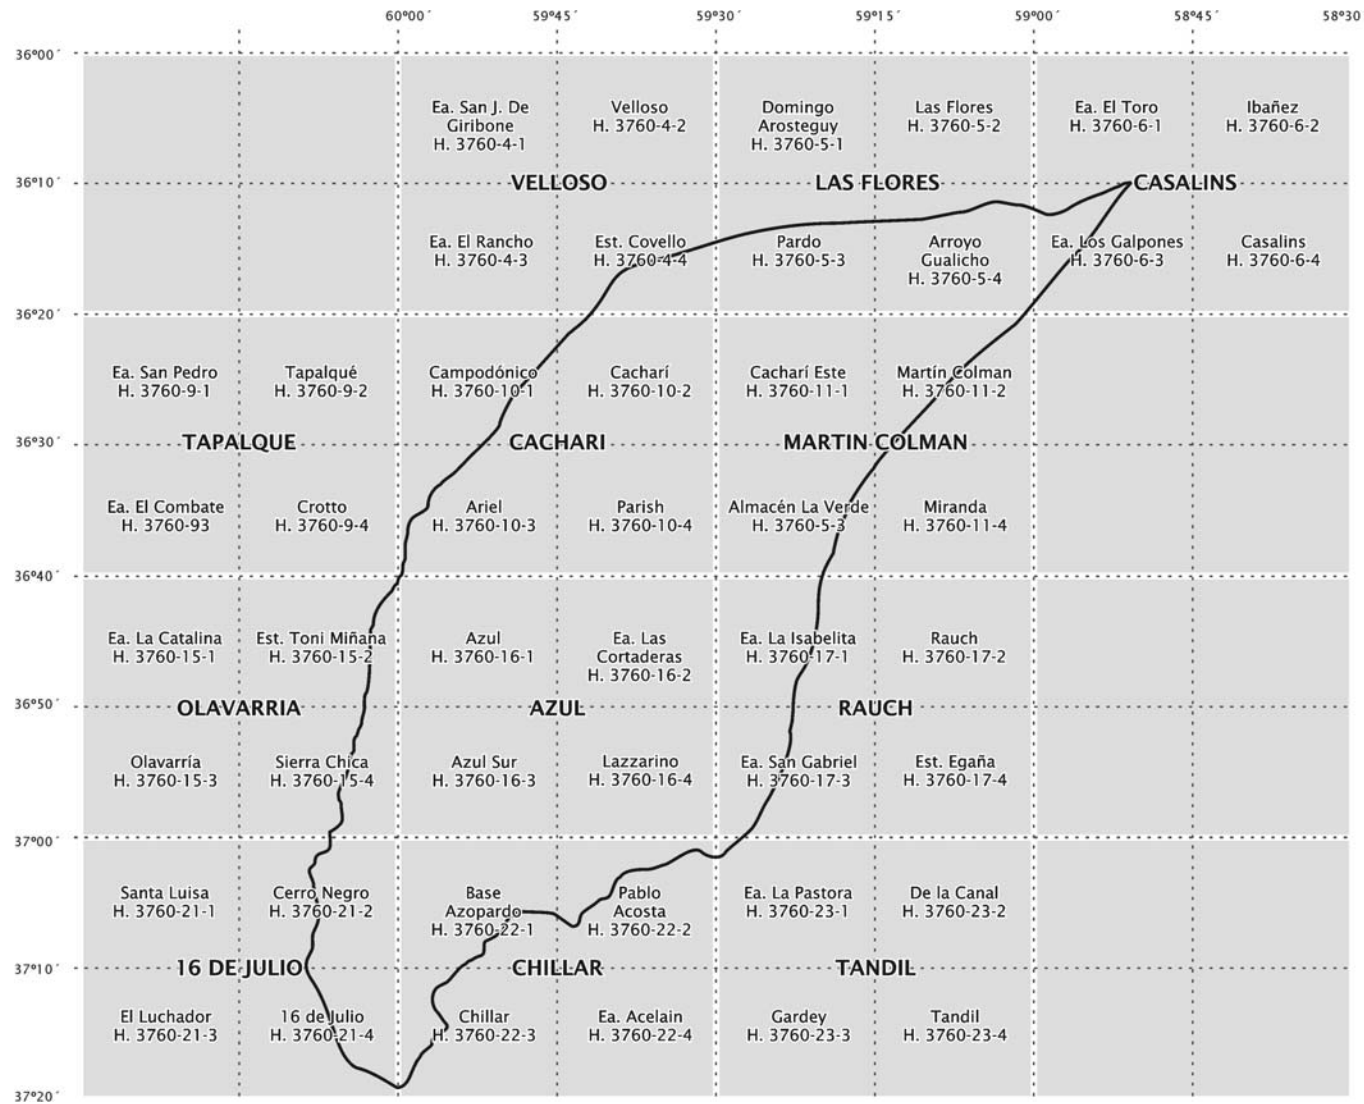 60°00´ 59°45´ 59°30´ 59°15´ 59°00´ 58°45´ 58°30
36°00´
Ea. San J. De
Giribone
H. 3760-4-1
Velloso
H. 3760-4-2
Domingo
Arosteguy
H. 3760-5-1
Las Flores
H. 3760-5-2
Ea. El Toro
H. 3760-6-1
Ibañez
H. 3760-6-2
36°10´
VELLOSO
LAS FLORES
CASALINS
Ea. El Rancho
H. 3760-4-3
Est. Covello
H. 3760-4-4
Pardo
H. 3760-5-3
Arroyo
Gualicho
H. 3760-5-4
Ea. Los Galpones
H. 3760-6-3
Casalins
H. 3760-6-4
36°20´
Ea. San Pedro
H. 3760-9-1
Tapalqué
H. 3760-9-2
Campodónico
H. 3760-10-1
Cacharí
H. 3760-10-2
Cacharí Este
H. 3760-11-1
Martín Colman
H. 3760-11-2
36°30´
TAPALQUE
CACHARI
MARTIN COLMAN
Ea. El Combate
H. 3760-93
Crotto
H. 3760-9-4
Ariel
H. 3760-10-3
Parish
H. 3760-10-4
Almacén La Verde
H. 3760-5-3
Miranda
H. 3760-11-4
36°40´
Ea. La Catalina
H. 3760-15-1
Est. Toni Miñana
H. 3760-15-2
Azul
H. 3760-16-1
Ea. Las
Cortaderas
H. 3760-16-2
Ea. La Isabelita
H. 3760-17-1
Rauch
H. 3760-17-2
36°50´
OLAVARRIA
AZUL
RAUCH
Olavarría
H. 3760-15-3
Sierra Chica
H. 3760-15-4
Azul Sur
H. 3760-16-3
Lazzarino
H. 3760-16-4
Ea. San Gabriel
H. 3760-17-3
Est. Egaña
H. 3760-17-4
37°00´
Santa Luisa
H. 3760-21-1
Cerro Negro
H. 3760-21-2
Base
Azopardo
H. 3760-22-1
Pablo
Acosta
H. 3760-22-2
Ea. La Pastora
H. 3760-23-1
De la Canal
H. 3760-23-2
37°10´
16 DE JULIO
CHILLAR
TANDIL
El Luchador
H. 3760-21-3
16 de Julio
H. 3760-21-4
Chillar
H. 3760-22-3
Ea. Acelain
H. 3760-22-4
Gardey
H. 3760-23-3
Tandil
H. 3760-23-4
37°20´